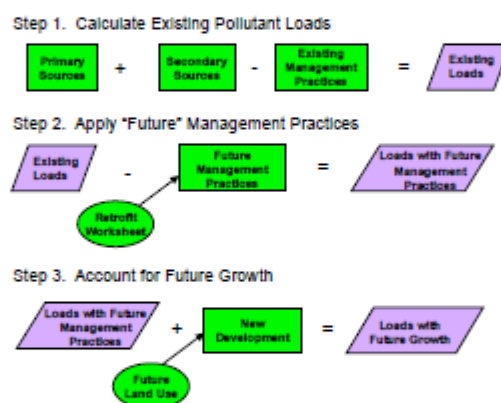 Step 1. Calculate Existing Pollutant Loads
Primary Sources + Secondary Sources - Existing Management Practices = Existing Loads
Step 2. Apply “Future” Management Practices
Existing Loads - Future Management Practices = Loads with Future Management Practices
Retrofit Worksheet
Step 3. Account for Future Growth
Loads with Future Management Practices + New Development = Loads with Future Growth
Future Land Use